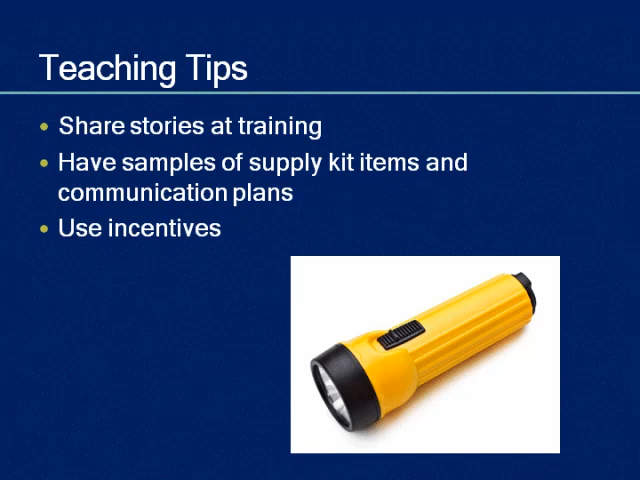 Teaching Tips
• Share stories at training
• Have samples of supply kit items and
communication plans
• Use incentives